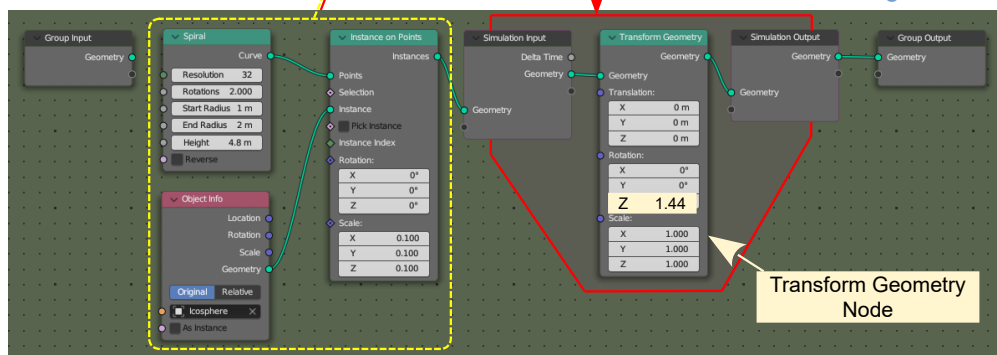 Group Input
Geometry
Spiral
Curve
Resolution 32
Rotations 2.000
Start Radius 1 m
End Radius 2 m
Height 4.8 m
Reverse
Object Info
Location
Rotation
Scale
Geometry
Original Relative
Icosphere
As Instance
Instance on Points
Instances
Points
Selection
Instance
Pick Instance
Instance Index
Rotation:
X 0°
Y 0°
Z 0°
Scale:
X 0.100
Y 0.100
Z 0.100
Simulation Input
Delta Time
Geometry
Geometry
Transform Geometry
Geometry
Geometry
Translation:
X 0 m
Y 0 m
Z 0 m
Rotation:
X 0°
Y 0°
Z 1.44
Scale:
X 1.000
Y 1.000
Z 1.000
Simulation Output
Geometry
Geometry
Group Output
Geometry
Transform Geometry
Node